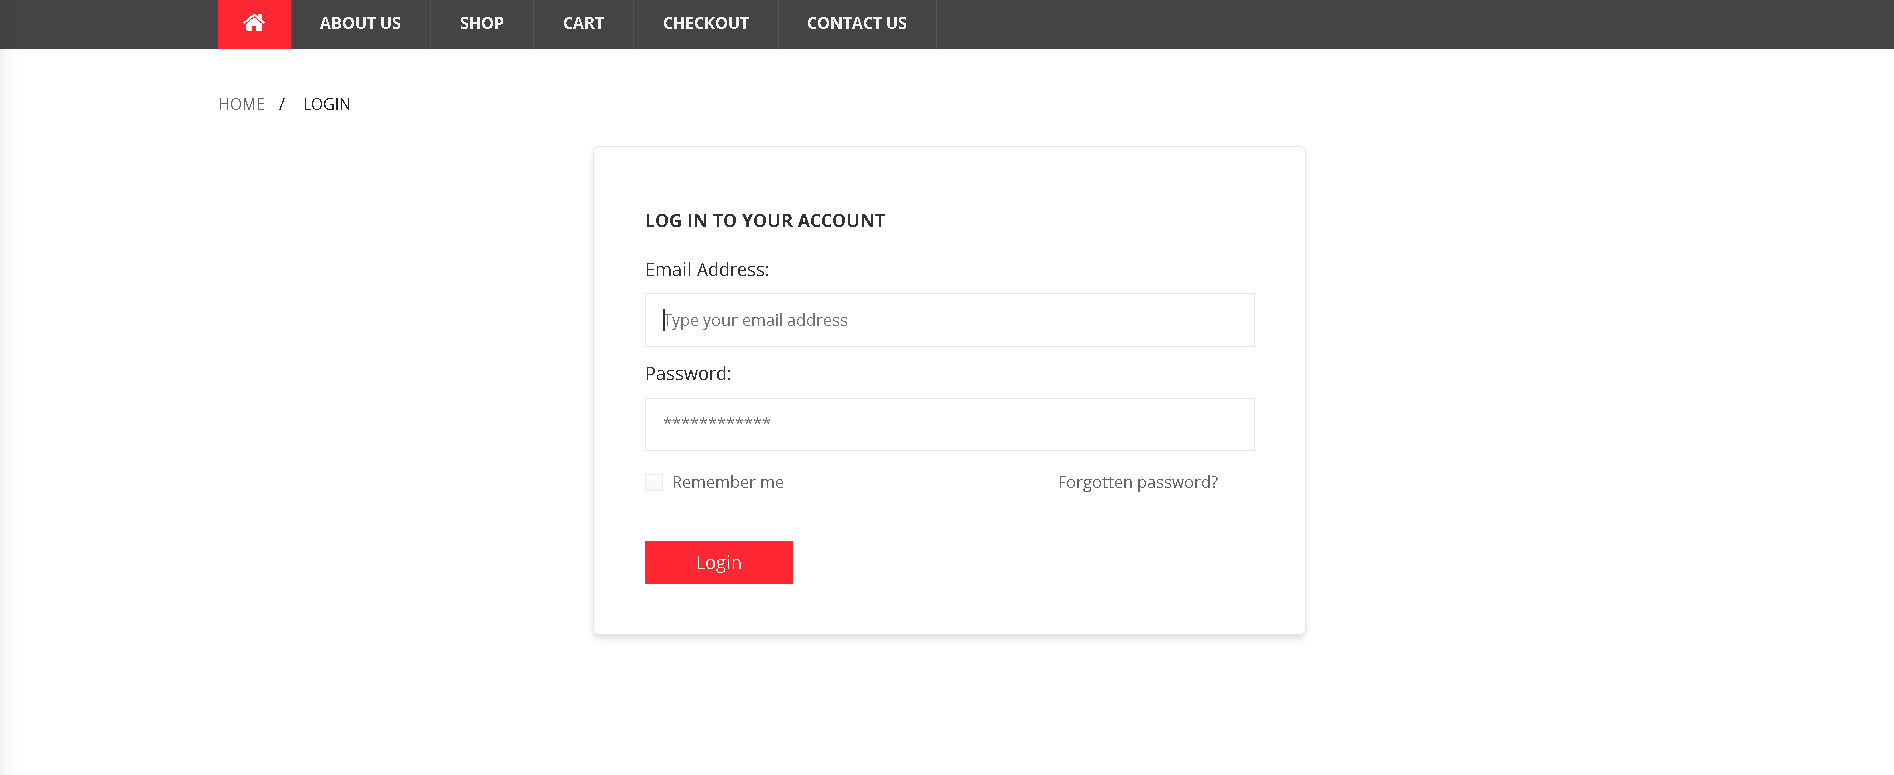 ABOUT US SHOP CART CHECKOUT CONTACT US
HOME / LOGIN
LOG IN TO YOUR ACCOUNT
Email Address:
Type your email address
Password:
************
Remember me Forgotten password?
Login